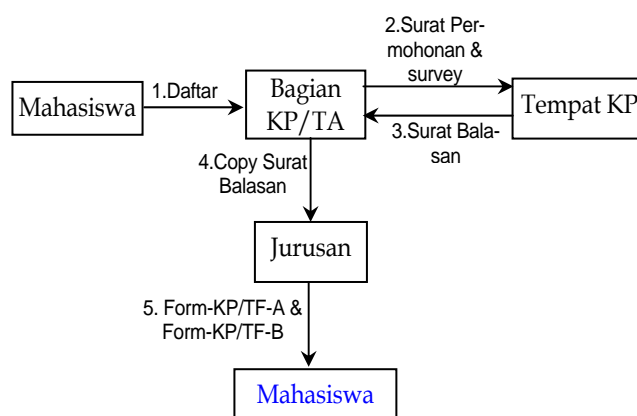 2.Surat Per-
mohonan &
survey
Mahasiswa
1.Daftar
Bagian
KP/TA
Tempat KP
3.Surat Bala-
san
4.Copy Surat
Balasan
Jurusan
5. Form-KP/TF-A &
Form-KP/TF-B
Mahasiswa